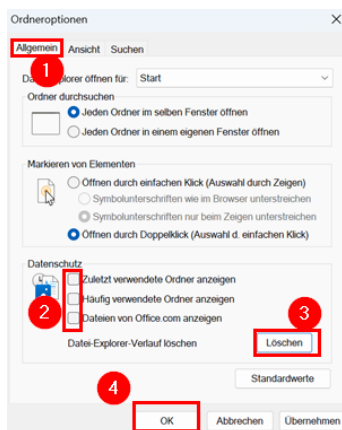 Ordneroptionen
Allgemein Ansicht Suchen
1
öffnen für: Start
Ordner durchsuchen
Jeden Ordner im selben Fenster öffnen
Jeden Ordner in einem eigenen Fenster öffnen
Markieren von Elementen
Öffnen durch einfachen Klick (Auswahl durch Zeigen)
Symbolunterschriften wie im Browser unterstreichen
Symbolunterschriften nur beim Zeigen unterstreichen
Öffnen durch Doppelklick (Auswahl d. einfachen Klick)
Datenschutz
Zuletzt verwendete Ordner anzeigen
Häufig verwendete Ordner anzeigen
2
3
Dateien von Office.com anzeigen
Datei-Explorer-Verlauf löschen Löschen
4
Standardwerte
OK Abbrechen Übernehmen